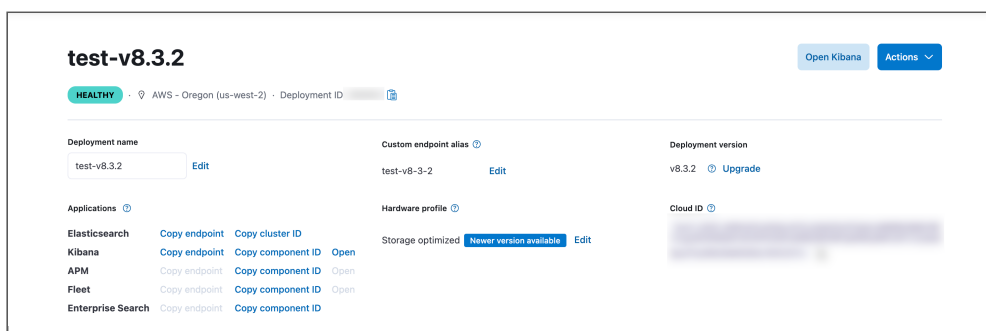 test-v8.3.2
Open Kibana
Actions
HEALTHY · AWS - Oregon (us-west-2) · Deployment ID
Deployment name
Custom endpoint alias
Deployment version
test-v8.3.2 Edit
test-v8-3-2 Edit
v8.3.2 Upgrade
Applications
Hardware profile
Cloud ID
Elasticsearch Copy endpoint Copy cluster ID
Kibana Copy endpoint Copy component ID Open
Storage optimized Newer version available Edit
APM Copy endpoint Copy component ID Open
Fleet Copy endpoint Copy component ID Open
Enterprise Search Copy endpoint Copy component ID